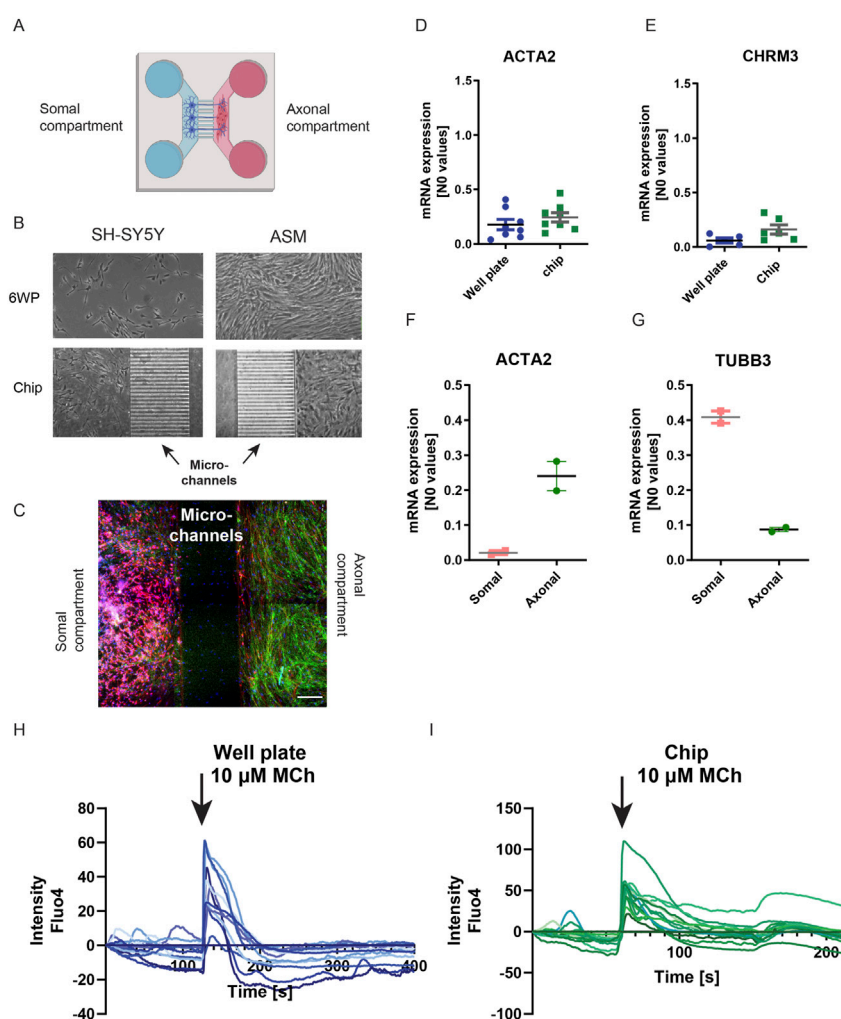 A
Somal
compartment
Axonal
compartment
B
SH-SY5Y
ASM
6WP
Chip
Micro-
channels
C
Micro-
channels
Somal
compartment
Axonal
compartment
D
ACTA2
mRNA expression
[N0 values]
1.5
1.0
0.5
0.0
Well plate
chip
E
CHRM3
mRNA expression
[N0 values]
1.5
1.0
0.5
0.0
Well plate
Chip
F
ACTA2
mRNA expression
[N0 values]
0.5
0.4
0.3
0.2
0.1
0.0
Somal
Axonal
G
TUBB3
mRNA expression
[N0 values]
0.5
0.4
0.3
0.2
0.1
0.0
Somal
Axonal
H
Well plate
10 µM MCh
Intensity
Fluo4
80
60
40
20
0
-20
-40
100
200
300
400
Time [s]
I
Chip
10 µM MCh
Intensity
Fluo4
150
100
50
0
-50
-100
100
200
Time [s]